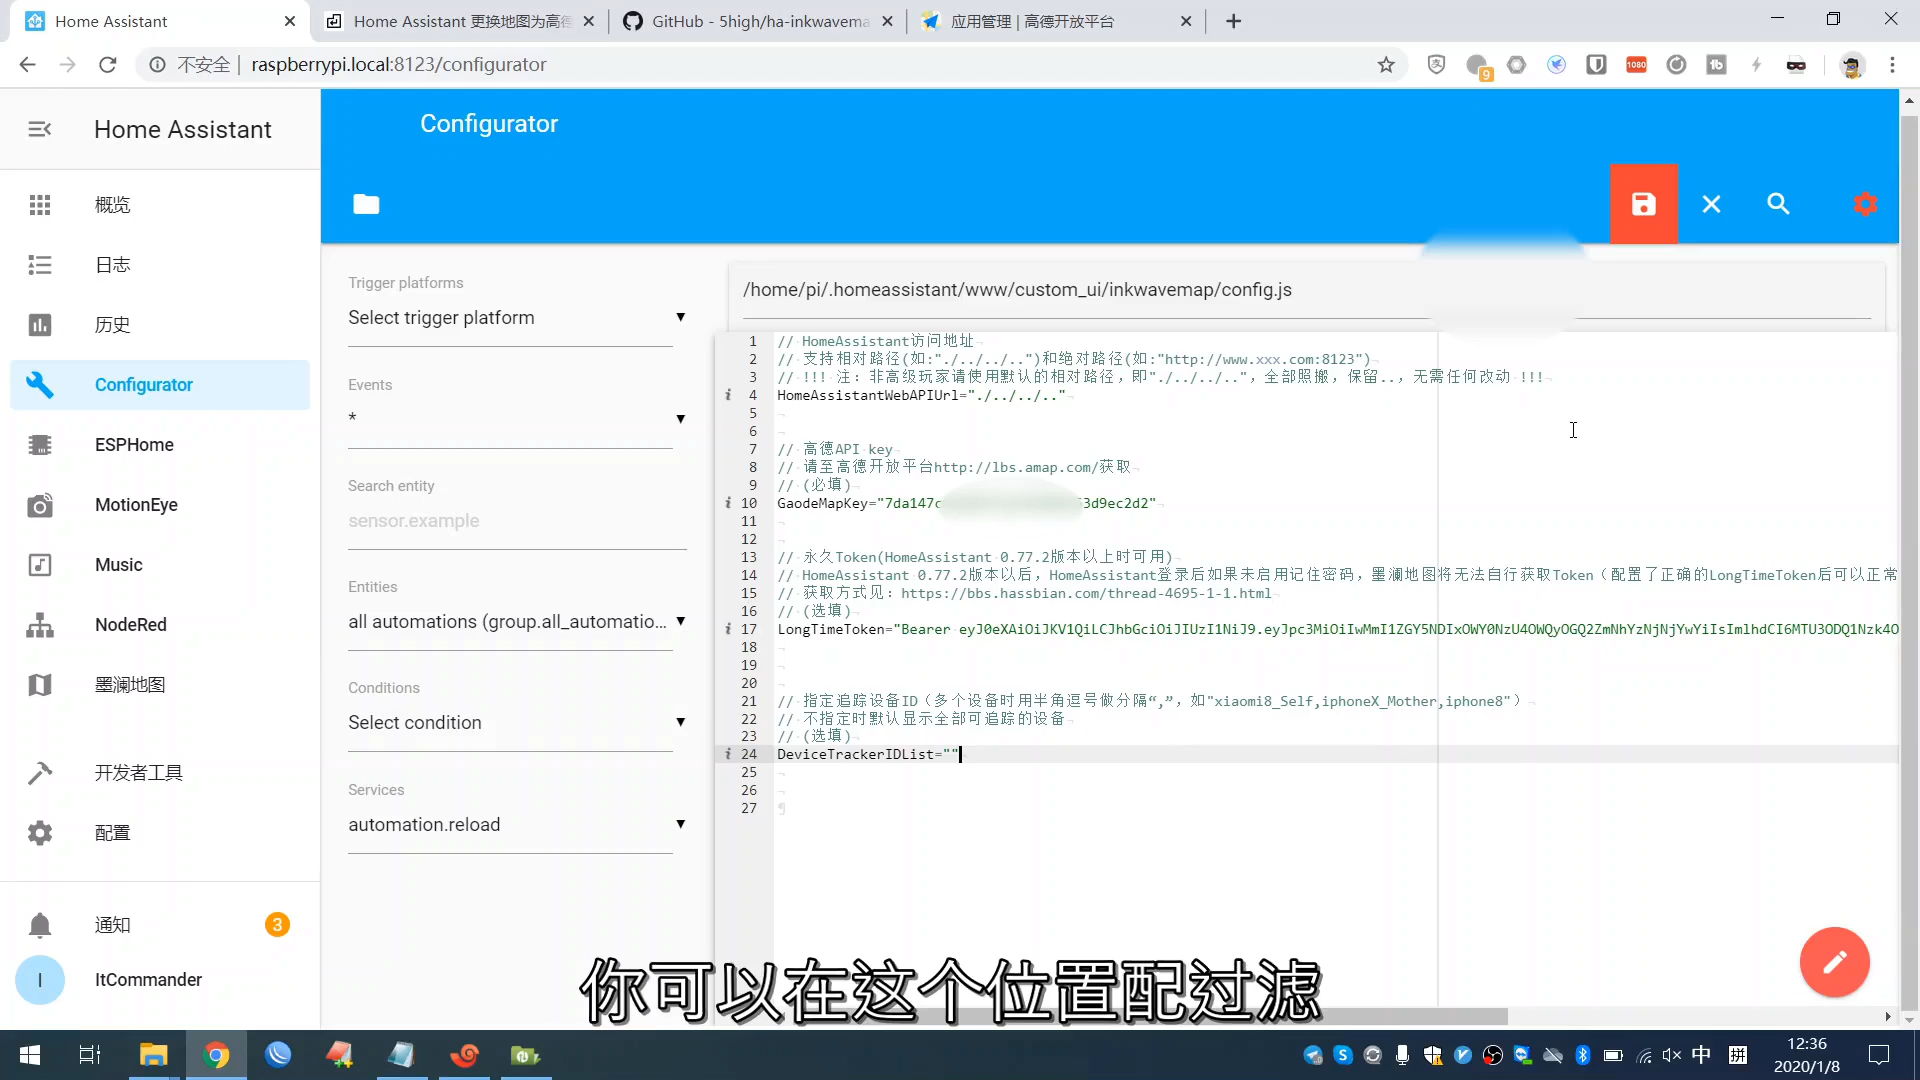 Home Assistant
Home Assistant 更换地图为高德
GitHub - 5high/ha-inkwavema
应用管理 | 高德开放平台
不安全
raspberrypi.local:8123/configurator
9
1080
Home Assistant
概览
日志
历史
Configurator
ESPHome
MotionEye
Music
NodeRed
墨澜地图
开发者工具
配置
通知
3
I
ItCommander
Configurator
Trigger platforms
Select trigger platform
Events
*
Search entity
sensor.example
Entities
all automations (group.all_automatio...
Conditions
Select condition
Services
automation.reload
/home/pi/.homeassistant/www/custom_ui/inkwavemap/config.js
1 // HomeAssistant访问地址
2 // 支持相对路径(如:"./../../..")和绝对路径(如:"http://www.xxx.com:8123")
3 // !!! 注：非高级玩家请使用默认的相对路径，即"./../../.."，全部照搬，保留..，无需任何改动 !!!
4 HomeAssistantWebAPIUrl="./../../.."
5
6
7 // 高德API key
8 // 请至高德开放平台http://lbs.amap.com/获取
9 // (必填)
10 GaodeMapKey="7da147c 3d9ec2d2"
11
12
13 // 永久Token(HomeAssistant 0.77.2版本以上时可用)
14 // HomeAssistant 0.77.2版本以后，HomeAssistant登录后如果未启用记住密码，墨澜地图将无法自行获取Token（配置了正确的LongTimeToken后可以正常
15 // 获取方式见：https://bbs.hassbian.com/thread-4695-1-1.html
16 // (选填)
17 LongTimeToken="Bearer eyJ0eXAiOiJKV1QiLCJhbGciOiJIUzI1NiJ9.eyJpc3MiOiIwMmI1ZGY5NDIxOWY0NzU4OWQyOGQ2ZmNhYzNjNjYwYiIsImlhdCI6MTU3ODQ1Nzk4O
18
19
20
21 // 指定追踪设备ID（多个设备时用半角逗号做分隔“,”，如"xiaomi8_Self,iphoneX_Mother,iphone8"）
22 // 不指定时默认显示全部可追踪的设备
23 // (选填)
24 DeviceTrackerIDList=""
25
26
27
你可以在这个位置配过滤
中
拼
12:36
2020/1/8